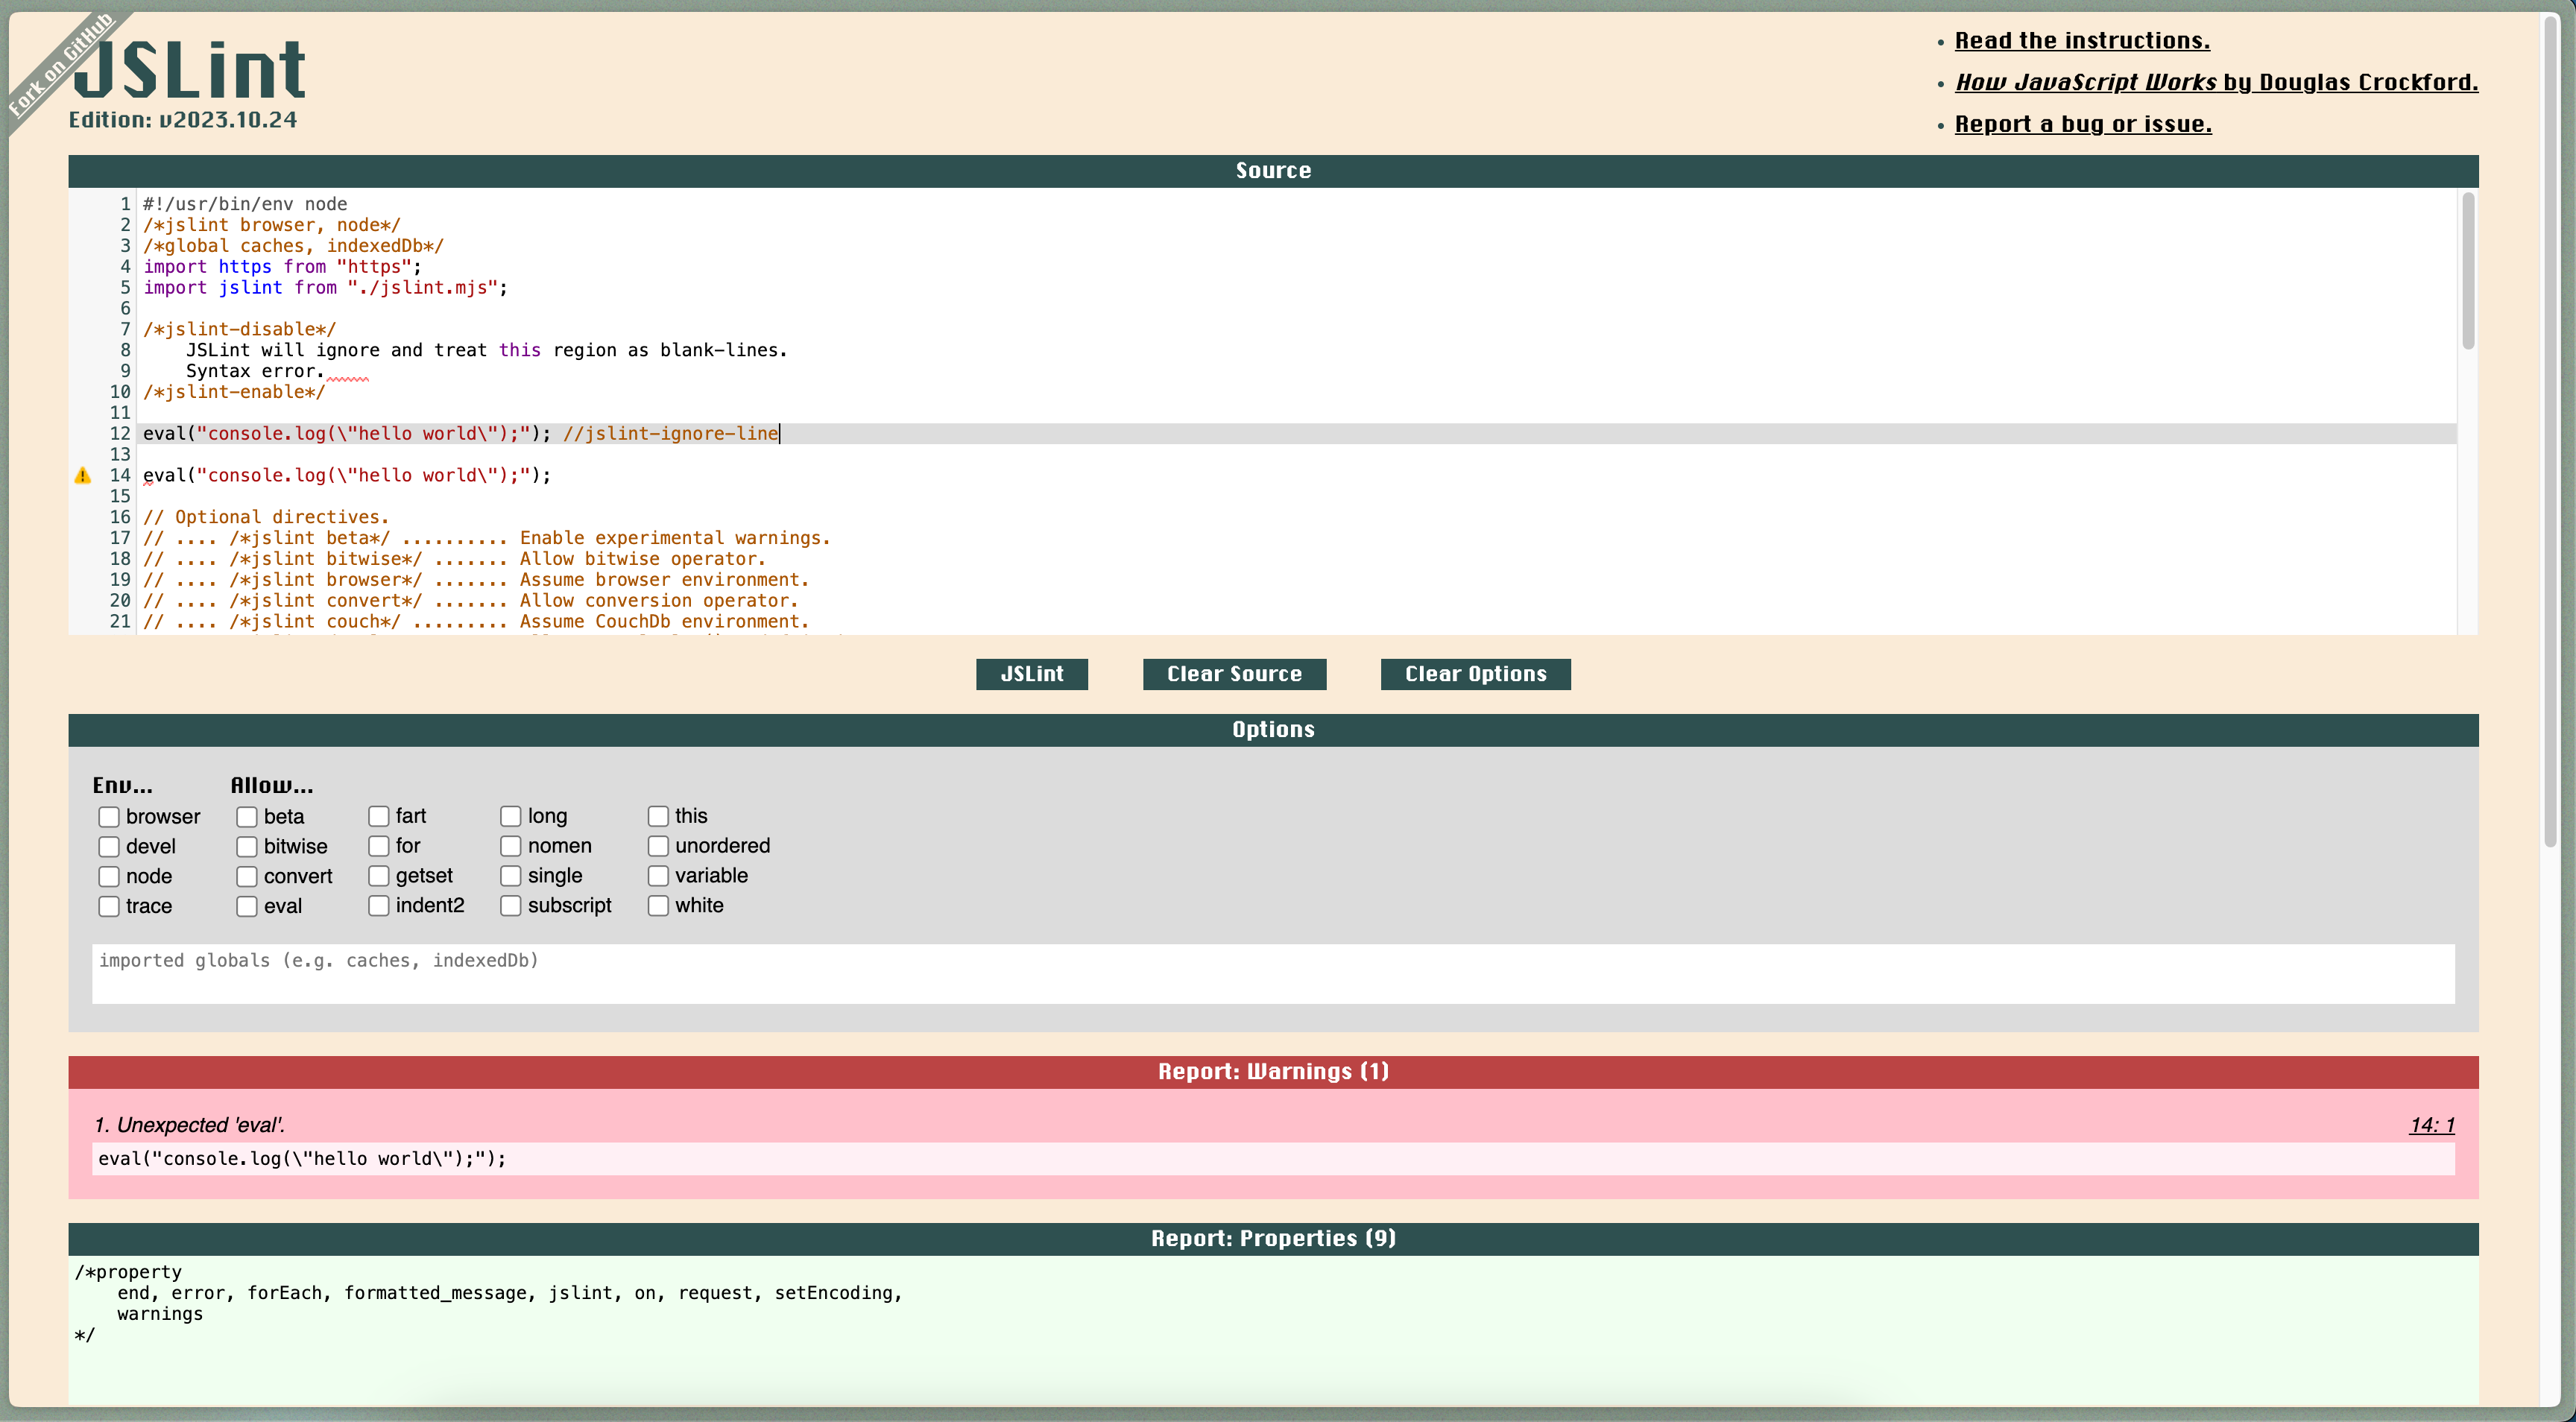 Fork on GitHub
JSLint
Edition: v2023.10.24
• Read the instructions.
• How JavaScript Works by Douglas Crockford.
• Report a bug or issue.
Source
1 #!/usr/bin/env node
2 /*jslint browser, node*/
3 /*global caches, indexedDb*/
4 import https from "https";
5 import jslint from "./jslint.mjs";
6
7 /*jslint-disable*/
8     JSLint will ignore and treat this region as blank-lines.
9     Syntax error.
10 /*jslint-enable*/
11
12 eval("console.log(\"hello world\");"); //jslint-ignore-line
13
14 eval("console.log(\"hello world\");");
15
16 // Optional directives.
17 // .... /*jslint beta*/ .......... Enable experimental warnings.
18 // .... /*jslint bitwise*/ ....... Allow bitwise operator.
19 // .... /*jslint browser*/ ....... Assume browser environment.
20 // .... /*jslint convert*/ ....... Allow conversion operator.
21 // .... /*jslint couch*/ ......... Assume CouchDb environment.
JSLint Clear Source Clear Options
Options
Env... Allow...
browser beta fart long this
devel bitwise for nomen unordered
node convert getset single variable
trace eval indent2 subscript white
imported globals (e.g. caches, indexedDb)
Report: Warnings (1)
1. Unexpected 'eval'. 14: 1
eval("console.log(\"hello world\");");
Report: Properties (9)
/*property
    end, error, forEach, formatted_message, jslint, on, request, setEncoding,
    warnings
*/